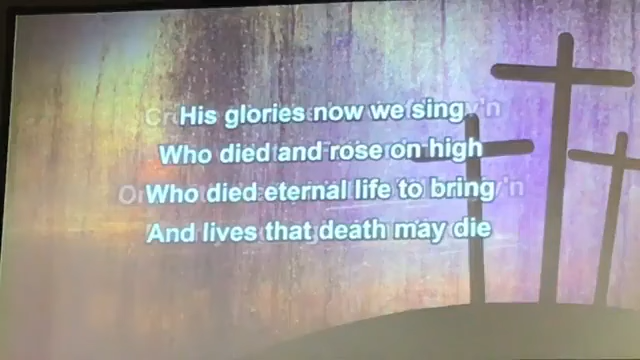 His glories now we sing
Who died and rose on high
Who died eternal life to bring
And lives that death may die